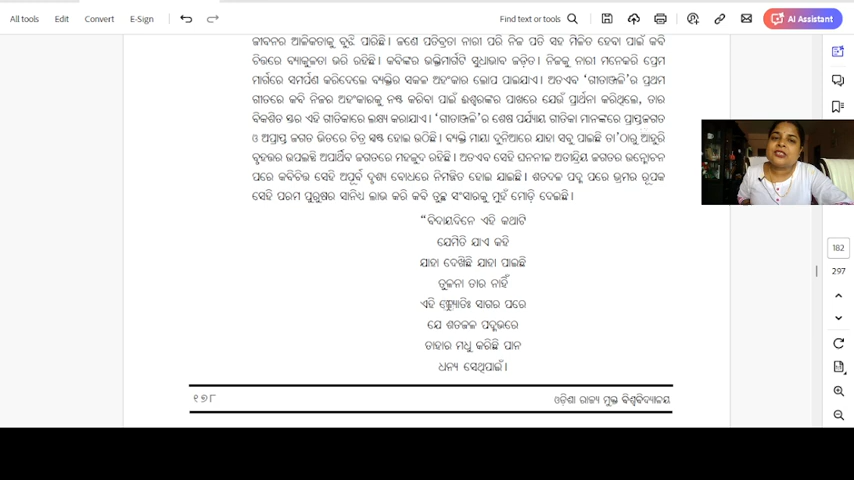 All tools Edit Convert E-Sign Find text or tools AI Assistant
ଜୀବନର ଆଳିକତାକୁ ବୁଝି ପାରିଛି। ଜଣେ ପତିବ୍ରତା ନାରୀ ପରି ନିଜ ପତି ସହ ମିଳିତ ହେବା ପାଇଁ କବି
ଚିତ୍ତରେ ବ୍ୟାକୁଳତା ଭରି ରହିଛି। କବିଙ୍କର ଭକ୍ତିମାର୍ଗଟି ସୁଧାଭାବ ଜଡ଼ିତ। ନିଜକୁ ନାରୀ ମନେକରି ପ୍ରେମ
ମାର୍ଗରେ ସମର୍ପଣ କରିଦେଲେ ବ୍ୟକ୍ତିର ସକଳ ଅହଂକାର ଲୋପ ପାଇଯାଏ। ଅତଏବ 'ଗୀତାଞ୍ଜଳି'ର ପ୍ରଥମ
ଗୀତରେ କବି ନିଜର ଅହଂକାରକୁ ନଷ୍ଟ କରିବା ପାଇଁ ଈଶ୍ବରଙ୍କର ପାଖରେ ଯେଉଁ ପ୍ରାର୍ଥନା କରିଥିଲେ, ତାର
ବିକଶିତ ସ୍ତର ଏହି ଗୀତିକାରେ ଲକ୍ଷ୍ୟ କରାଯାଏ। 'ଗୀତାଞ୍ଜଳି'ର ଶେଷ ପର୍ଯ୍ୟାୟ ଗୀତିକା ମାନଙ୍କରେ ପ୍ରାପ୍ତଜଗତ
ଓ ଅପ୍ରାପ୍ତ ଜଗତ ଭିତରେ ଚିତ୍ର ସ୍ପଷ୍ଟ ହୋଇ ଉଠିଛି। ବ୍ୟକ୍ତି ମାୟା ଦୁନିଆରେ ଯାହା ସବୁ ପାଇଛି ତା'ଠାରୁ ଆହୁରି
ବୃହତ୍ତର ଉପଲବ୍ଧି ଅପାର୍ଥିବ ଜଗତରେ ମହଜୁଦ ରହିଛି। ଅତଏବ ସେହି ଘନନୀଳ ଅତୀନ୍ଦ୍ରିୟ ଜଗତର ଉନ୍ମୋଚନ
ପରେ କବିଚିତ୍ତ ସେହି ଅପୂର୍ବ ଦୃଶ୍ୟ ବୋଧରେ ନିମଜ୍ଜିତ ହୋଇ ଯାଇଛି। ଶତଦଳ ପଦ୍ମ ପରେ ଭ୍ରମର ରୂପକ
ସେହି ପରମ ପୁରୁଷର ସାନିଧ୍ୟ ଲାଭ କରି କବି ତୁଚ୍ଛ ସଂସାରକୁ ମୁହଁ ମୋଡ଼ି ଦେଇଛି।
"ବିଦାୟଦିନେ ଏହି କଥାଟି
ଯେମିତି ଯାଏ କହି
ଯାହା ଦେଖିଛି ଯାହା ପାଇଛି
ତୁଳନା ତାର ନାହିଁ
ଏହି ଜ୍ୟୋତିଃ ସାଗର ପରେ
ଯେ ଶତଜଳ ପଦ୍ମଭରେ
ତାହାର ମଧୁ କରିଛି ପାନ
ଧନ୍ୟ ସେଥିପାଇଁ।
୧୭୮ ଓଡ଼ିଶା ରାଜ୍ୟ ମୁକ୍ତ ବିଶ୍ୱବିଦ୍ୟାଳୟ
182
297